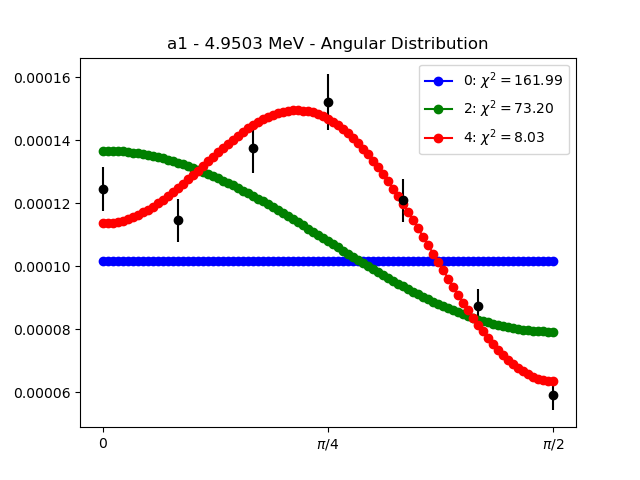 a1 - 4.9503 MeV - Angular Distribution
0.00016
0.00014
0.00012
0.00010
0.00008
0.00006
0: χ² = 161.99
2: χ² = 73.20
4: χ² = 8.03
0 π/4 π/2